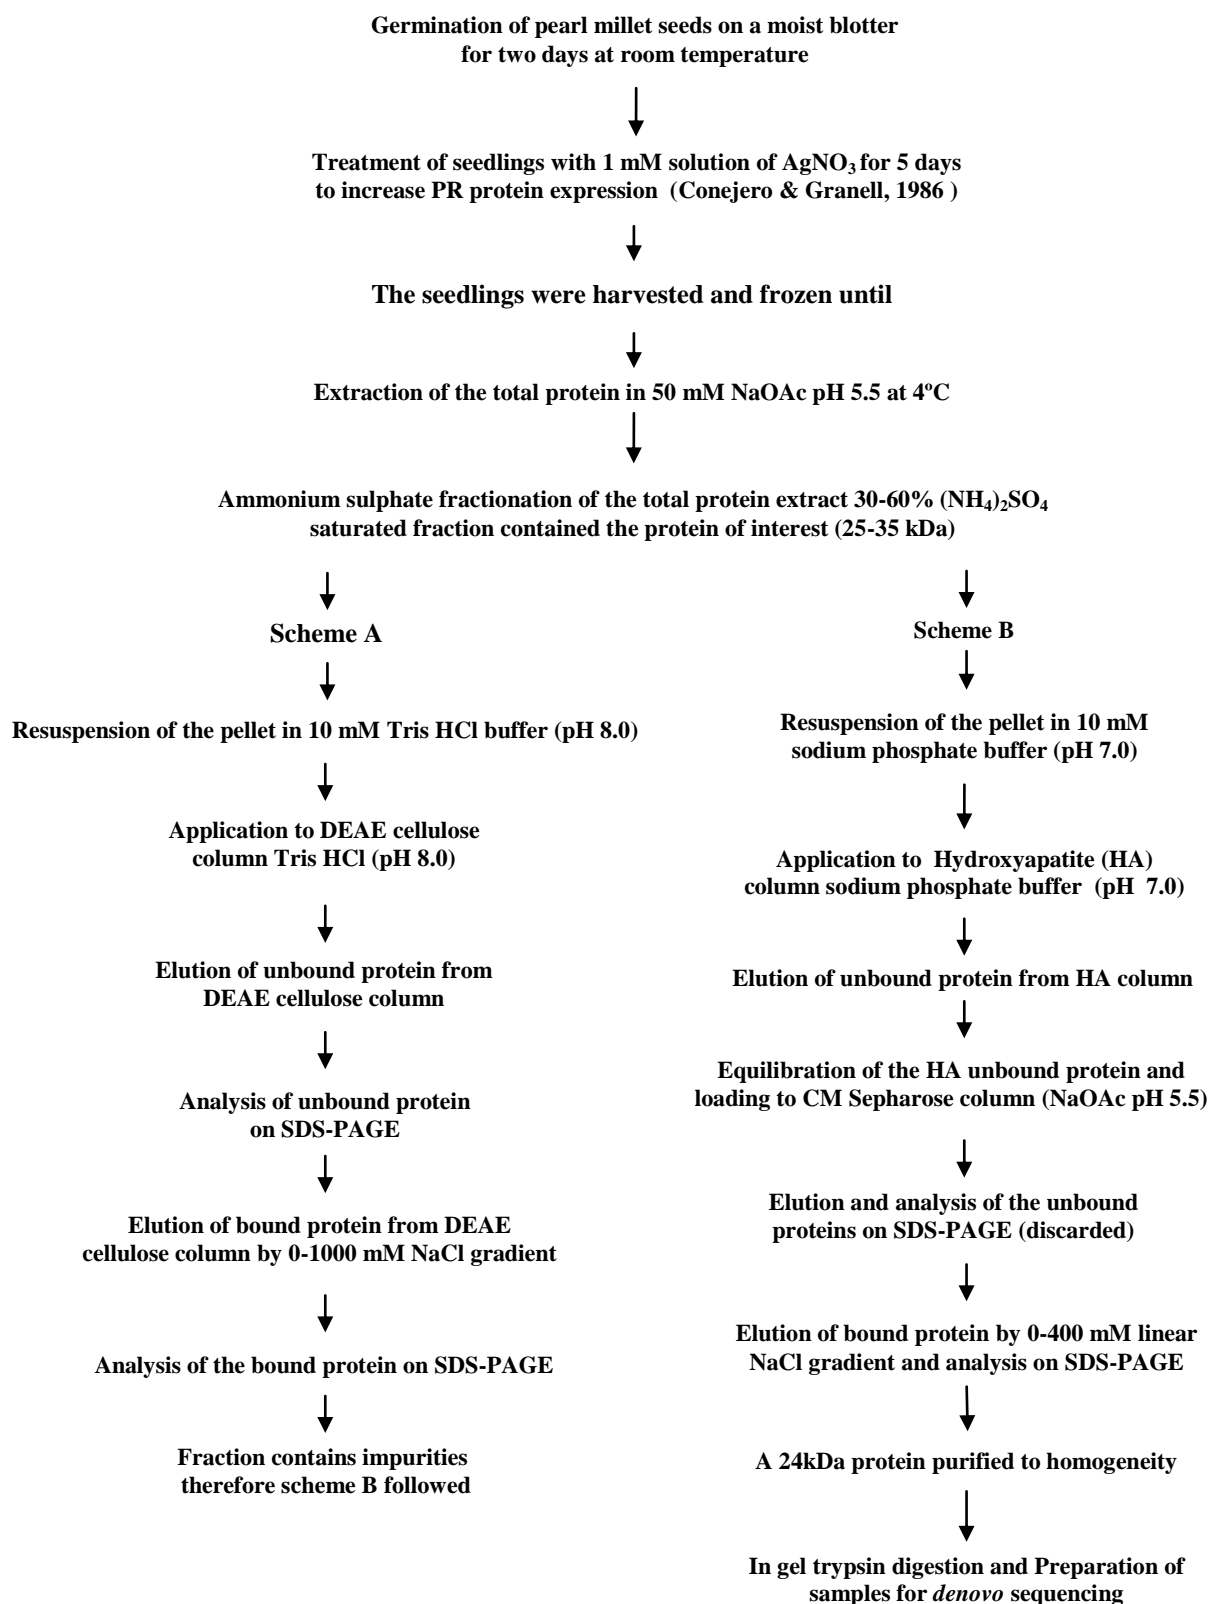 Germination of pearl millet seeds on a moist blotter
for two days at room temperature
Treatment of seedlings with 1 mM solution of AgNO₃ for 5 days
to increase PR protein expression (Conejero & Granell, 1986 )
The seedlings were harvested and frozen until
Extraction of the total protein in 50 mM NaOAc pH 5.5 at 4ºC
Ammonium sulphate fractionation of the total protein extract 30-60% (NH₄)₂SO₄
saturated fraction contained the protein of interest (25-35 kDa)
Scheme A
Resuspension of the pellet in 10 mM Tris HCl buffer (pH 8.0)
Application to DEAE cellulose
column Tris HCl (pH 8.0)
Elution of unbound protein from
DEAE cellulose column
Analysis of unbound protein
on SDS-PAGE
Elution of bound protein from DEAE
cellulose column by 0-1000 mM NaCl gradient
Analysis of the bound protein on SDS-PAGE
Fraction contains impurities
therefore scheme B followed
Scheme B
Resuspension of the pellet in 10 mM
sodium phosphate buffer (pH 7.0)
Application to Hydroxyapatite (HA)
column sodium phosphate buffer (pH 7.0)
Elution of unbound protein from HA column
Equilibration of the HA unbound protein and
loading to CM Sepharose column (NaOAc pH 5.5)
Elution and analysis of the unbound
proteins on SDS-PAGE (discarded)
Elution of bound protein by 0-400 mM linear
NaCl gradient and analysis on SDS-PAGE
A 24kDa protein purified to homogeneity
In gel trypsin digestion and Preparation of
samples for denovo sequencing